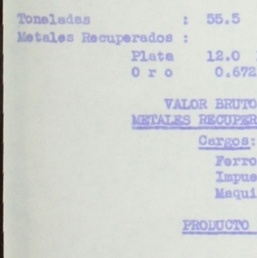 Toneladas : 55.5
Metales Recuperados :
Plata 12.0
O r o 0.672
VALOR BRUTO
METALES RECUPER
Cargos:
Ferro
Impue
Maqui
PRODUCTO